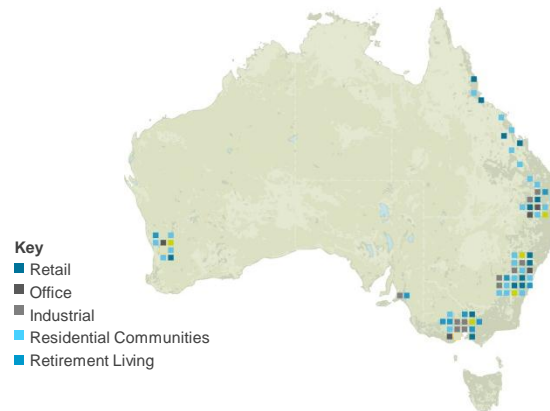 Key
Retail
Office
Industrial
Residential Communities
Retirement Living